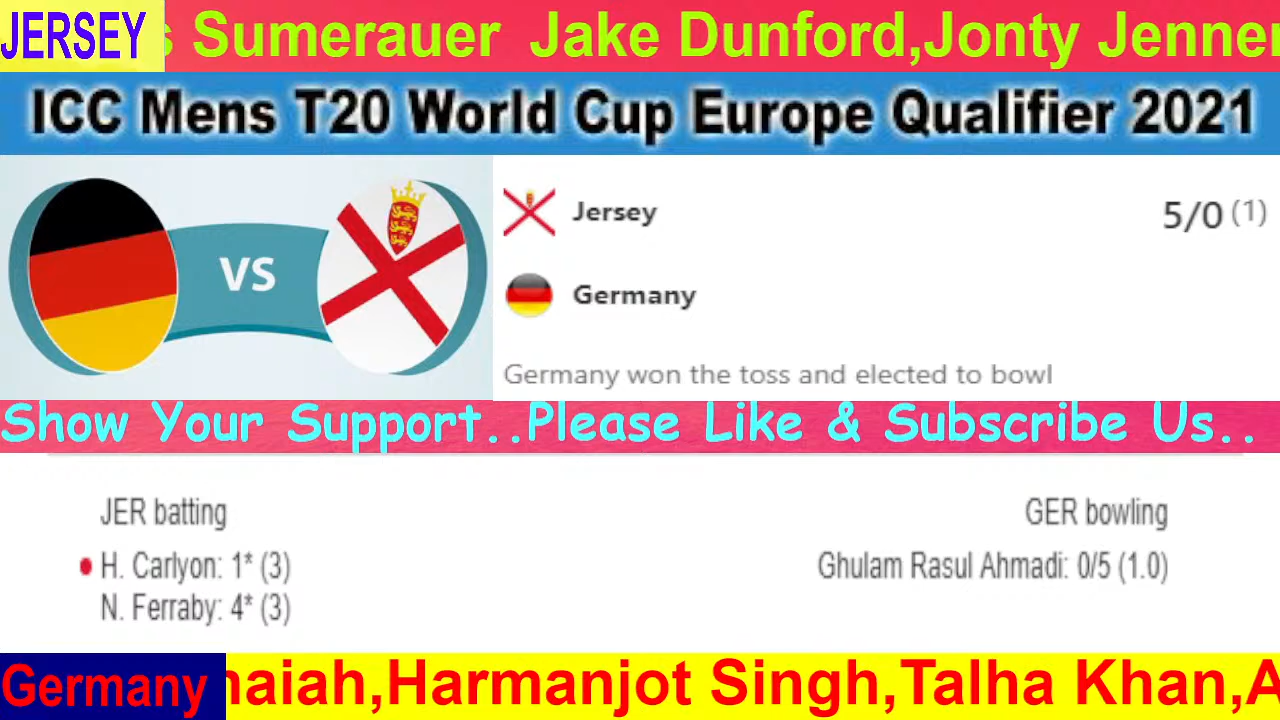 JERSEY Sumerauer Jake Dunford,Jonty Jenner
ICC Mens T20 World Cup Europe Qualifier 2021
VS
Jersey 5/0 (1)
Germany
Germany won the toss and elected to bowl
Show Your Support..Please Like & Subscribe Us..
JER batting GER bowling
H. Carlyon: 1* (3) Ghulam Rasul Ahmadi: 0/5 (1.0)
N. Ferraby: 4* (3)
Germany haiah,Harmanjot Singh,Talha Khan,A